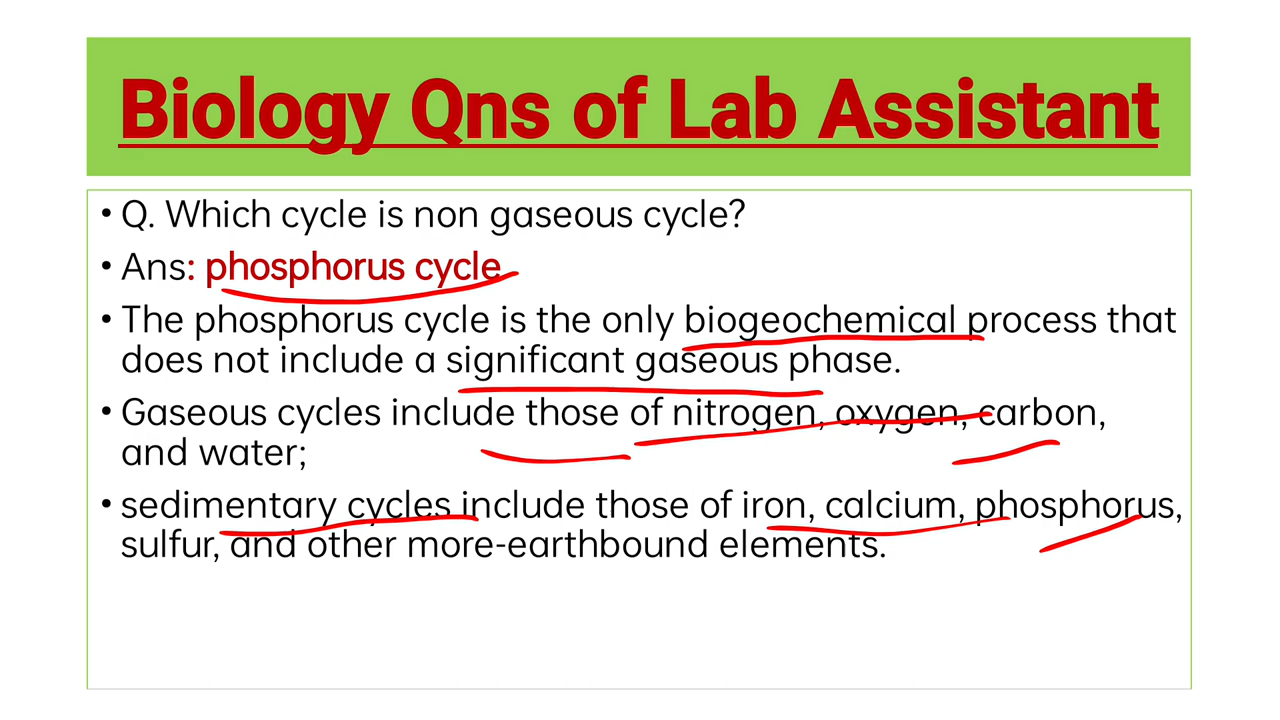 Biology Qns of Lab Assistant
• Q. Which cycle is non gaseous cycle?
• Ans: phosphorus cycle
• The phosphorus cycle is the only biogeochemical process that
does not include a significant gaseous phase.
• Gaseous cycles include those of nitrogen, oxygen, carbon,
and water;
• sedimentary cycles include those of iron, calcium, phosphorus,
sulfur, and other more-earthbound elements.